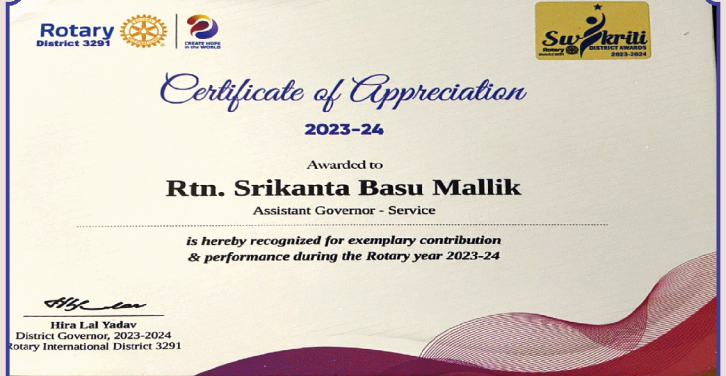 Rotary
District 3291
CREATE HOPE
in the WORLD
Swikriti
Rotary
DISTRICT AWARDS
2023-2024
Certificate of Appreciation
2023-24
Awarded to
Rtn. Srikanta Basu Mallik
Assistant Governor - Service
is hereby recognized for exemplary contribution
& performance during the Rotary year 2023-24
Hira Lal Yadav
District Governor, 2023-2024
Rotary International District 3291